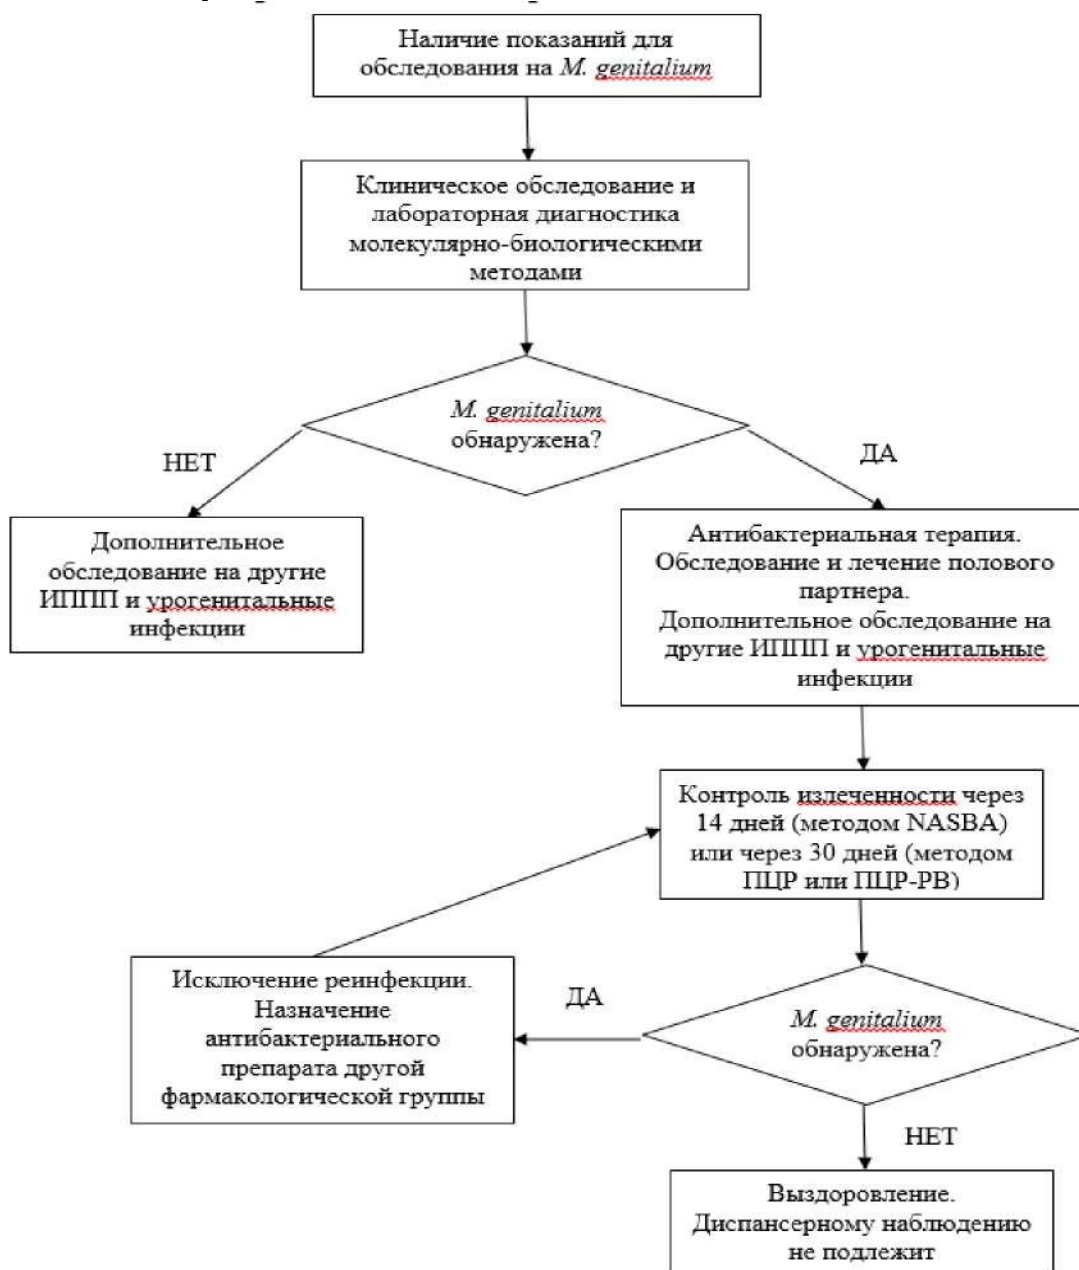 Наличие показаний для
обследования на M. genitalium
Клиническое обследование и
лабораторная диагностика
молекулярно-биологическими
методами
M. genitalium
обнаружена?
НЕТ
ДА
Дополнительное
обследование на другие
ИППП и урогенитальные
инфекции
Антибактериальная терапия.
Обследование и лечение полового
партнера.
Дополнительное обследование на
другие ИППП и урогенитальные
инфекции
Контроль излеченности через
14 дней (методом NASBA)
или через 30 дней (методом
ПЦР или ПЦР-РВ)
Исключение реинфекции.
Назначение
антибактериального
препарата другой
фармакологической группы
ДА
M. genitalium
обнаружена?
НЕТ
Выздоровление.
Диспансерному наблюдению
не подлежит